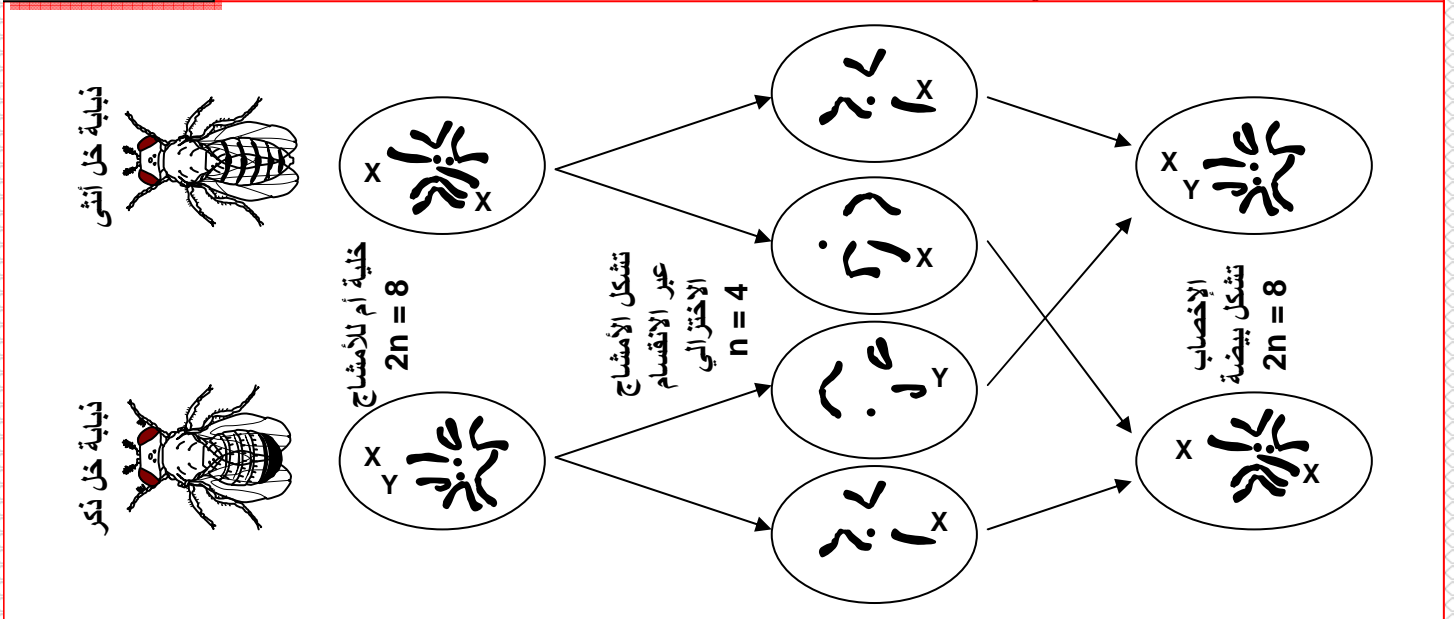 ذبابة خل أنثى
ذبابة خل ذكر
X
X
X
Y
خلية أم للأمشاج
2n = 8
تشكل الأمشاج
عبر الانقسام
الاختزالي
n = 4
X
X
Y
X
X
Y
الإخصاب
تشكل بيضة
2n = 8
X
X